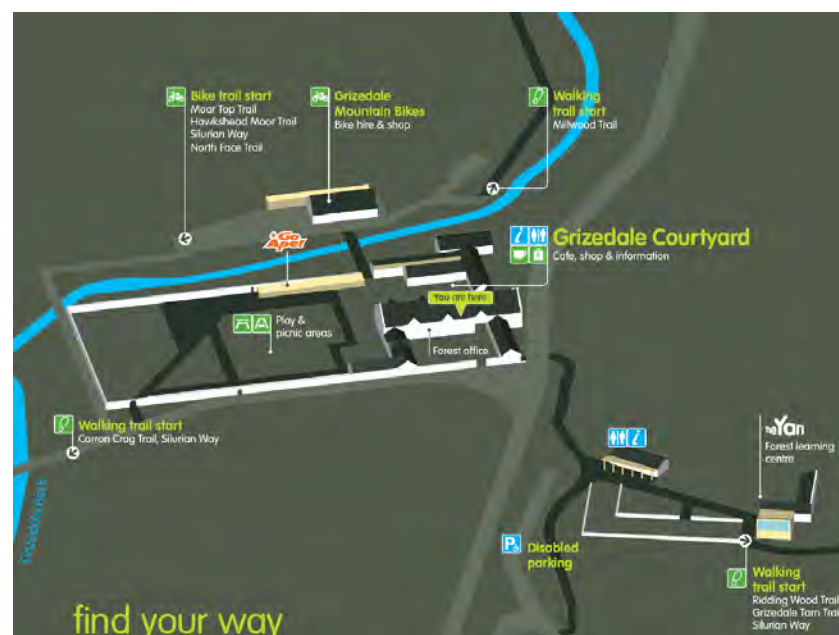 Bike trail start
Moor Top Trail
Hawkshead Moor Trail
Silurian Way
North Face Trail
Grizedale
Mountain Bikes
Bike hire & shop
Walking
trail start
Millwood Trail
Go
Ape!
Grizedale Courtyard
Cafe, shop & information
You are here
Play &
picnic areas
Forest office
Walking trail start
Carron Crag Trail, Silurian Way
Grizedale Beck
the Yan
Forest learning
centre
P
Disabled
parking
Walking
trail start
Ridding Wood Trail
Grizedale Tarn Trail
Silurian Way
find your way